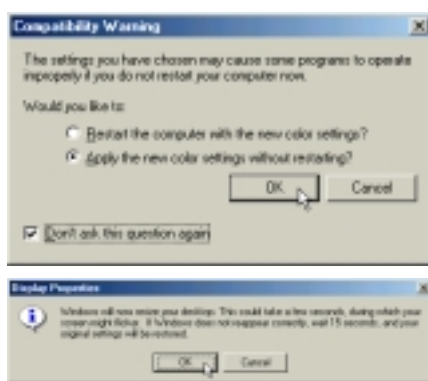 Compatibility Warning
The settings you have chosen may cause some programs to operate
improperly if you do not restart your computer now.
Would you like to:
Restart the computer with the new color settings?
Apply the new color settings without restarting?
OK Cancel
Don't ask this question again
Display Properties
Windows will now resize your desktop. This could take a few seconds, during which your
screen might flicker. If Windows does not reappear correctly, wait 15 seconds, and your
original settings will be restored.
OK Cancel